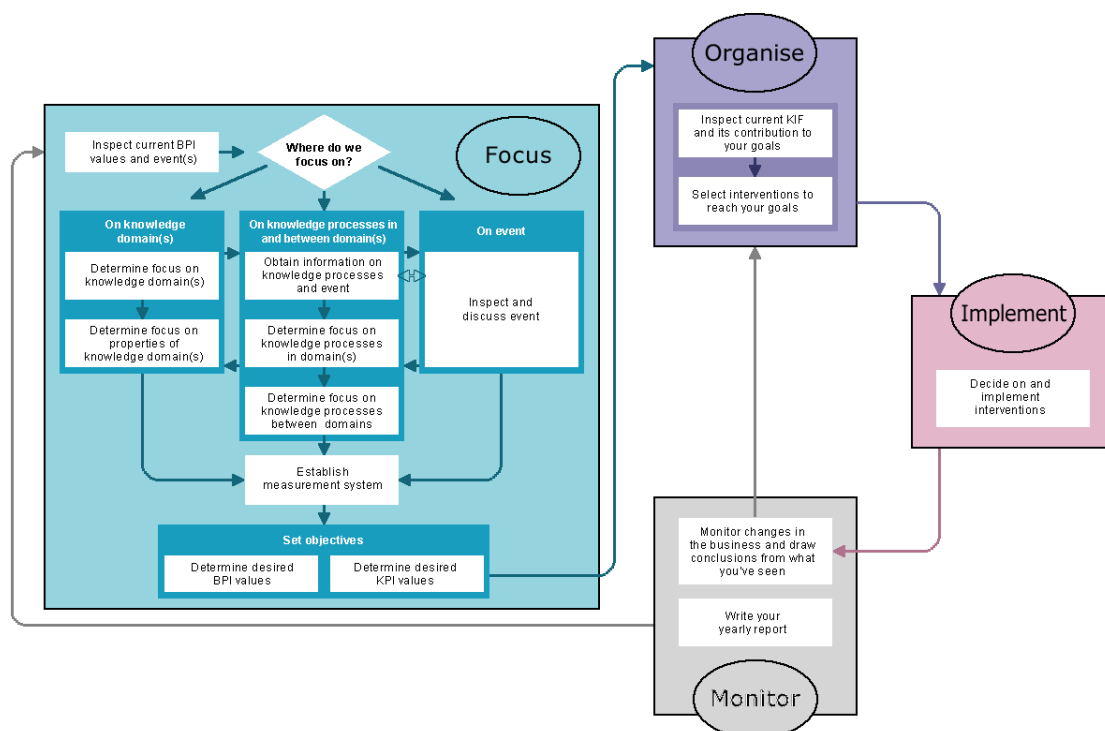 Organise
Inspect current KIF
and its contribution to
your goals
Select interventions to
reach your goals
Focus
Inspect current BPI
values and event(s)
Where do we
focus on?
On knowledge
domain(s)
Determine focus on
knowledge domain(s)
Determine focus on
properties of
knowledge domain(s)
On knowledge processes in
and between domain(s)
Obtain information on
knowledge processes
and event
Determine focus on
knowledge processes
in domain(s)
Determine focus on
knowledge processes
between domains
On event
Inspect and
discuss event
Establish
measurement system
Set objectives
Determine desired
BPI values
Determine desired
KPI values
Implement
Decide on and
implement
interventions
Monitor changes in
the business and draw
conclusions from what
you've seen
Write your
yearly report
Monitor